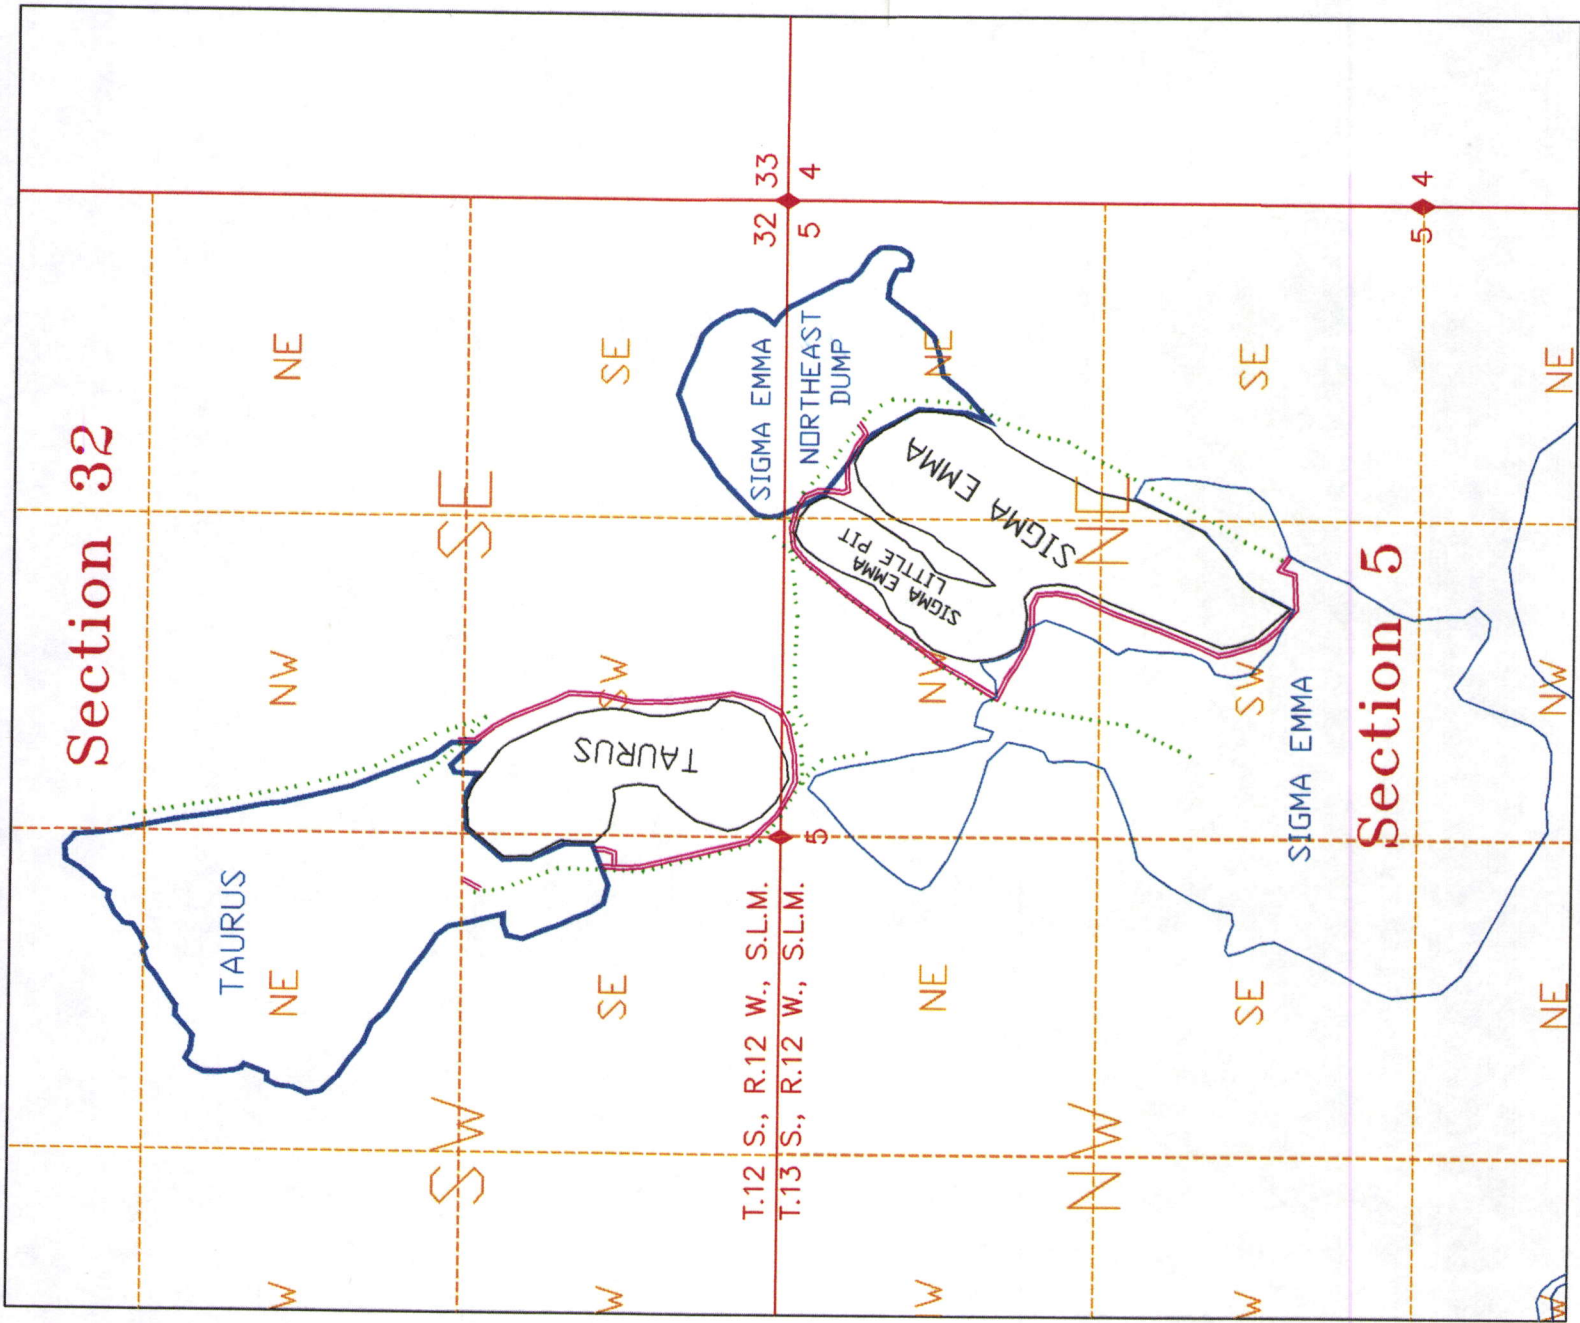 Section 32
TAURUS
W
NE
NW
NE
SW
SE
W
SE
SW
SE
TAURUS
T.12 S., R.12 W., S.L.M.
32 33
T.13 S., R.12 W., S.L.M.
5
5 4
SIGMA EMMA
NORTHEAST
DUMP
W
NE
NW
NE
SIGMA EMMA
LITTLE PIT
SIGMA EMMA
SIGMA EMMA
NW
NE
W
SE
SW
SE
SIGMA EMMA
Section 5
5 4
W
NE
NW
NE